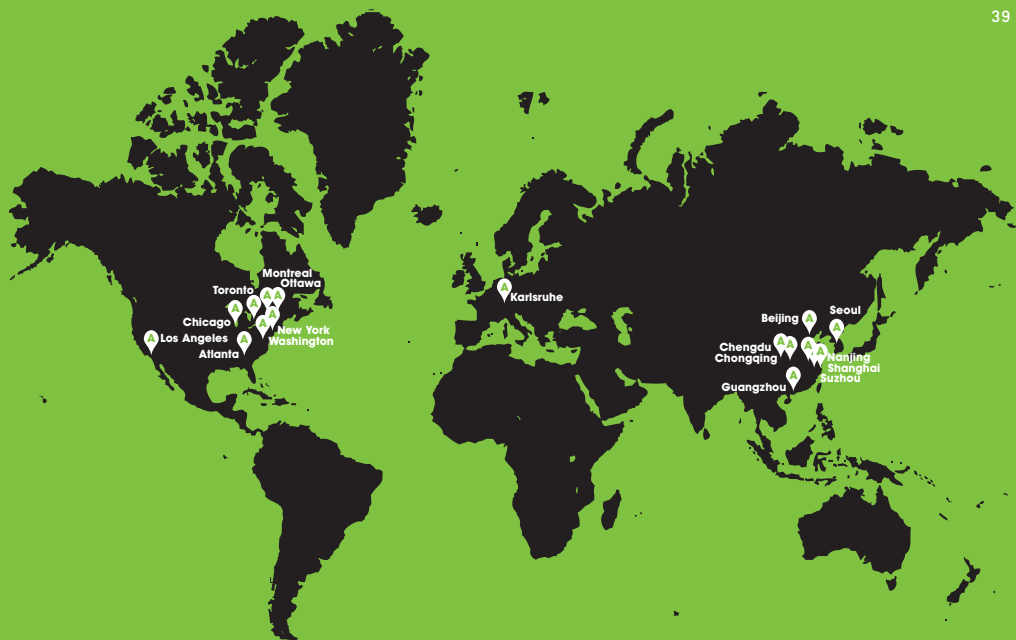 39
Montreal
Ottawa
Toronto
A A
A
A
A
Chicago
A
New York
Washington
A
Los Angeles
A
Atlanta
A
Karlsruhe
Seoul
Beijing
A
A
Chengdu
Chongqing
A A
A
A
Nanjing
Shanghai
Suzhou
Guangzhou
A